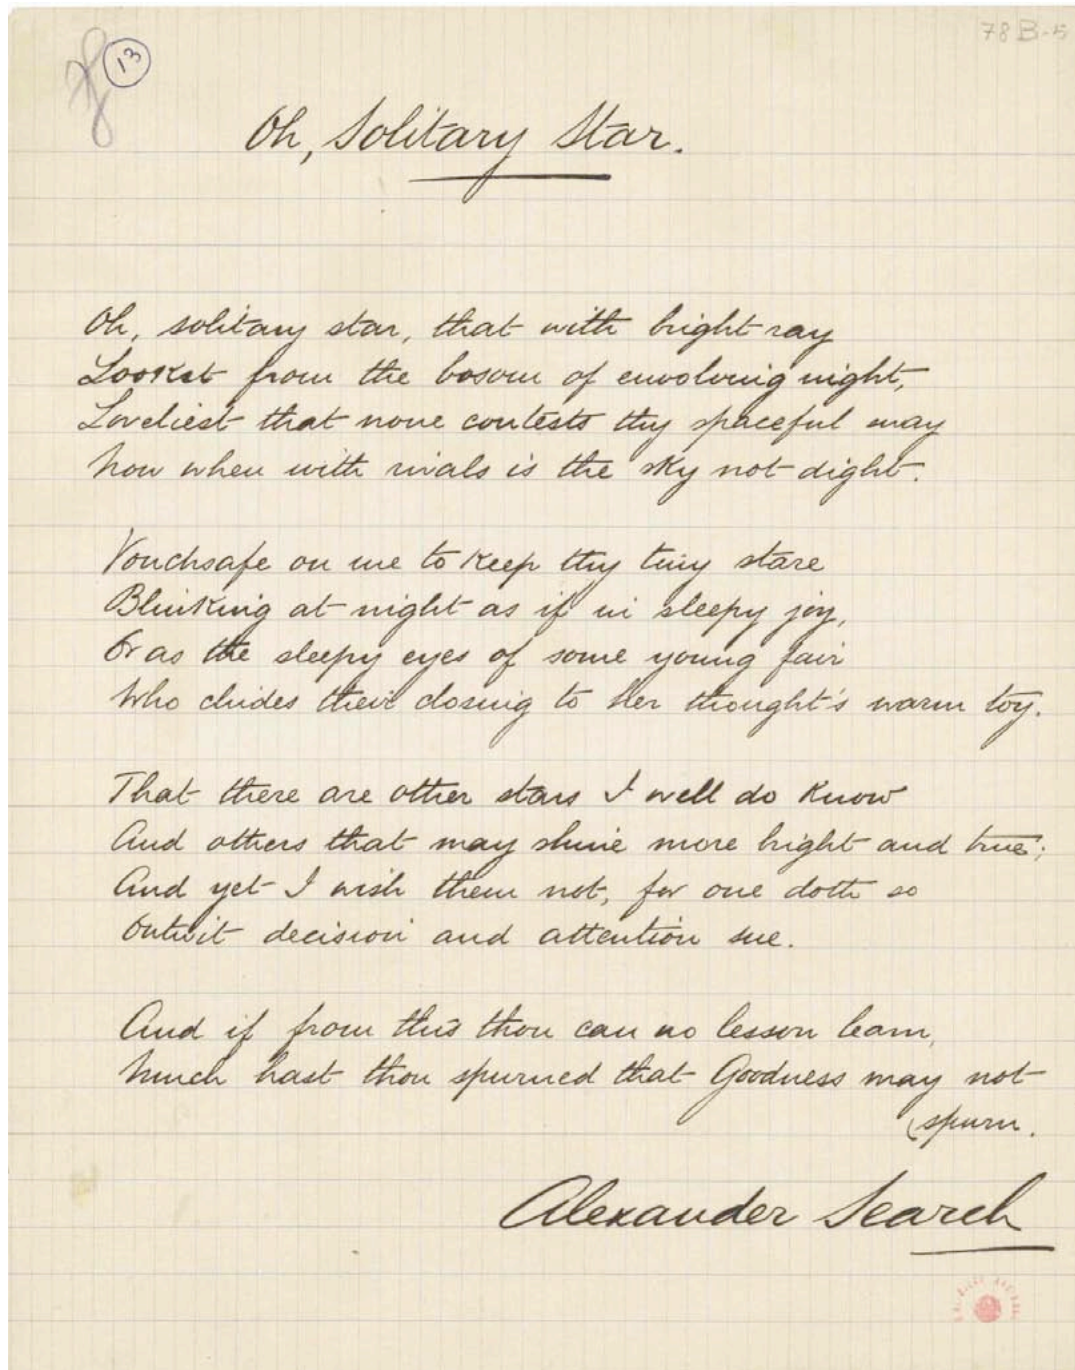 78B-5
13
Oh, Solitary Star.
Oh, solitary star, that with bright ray
Lookst from the bosom of envolving night,
Loveliest that none contests thy spaceful sway
Now when with rivals is the sky not dight.
Vouchsafe on me to keep thy tiny stare
Blinking at night as if in sleepy joy,
Or as the sleepy eyes of some young fair
Who chides their closing to her thought's warm toy.
That there are other stars I well do know
And others that may shine more bright and true;
And yet I wish them not, for one doth so
Outwit decision and attention sue.
And if from this thou can no lesson learn,
Much hast thou spurned that Goodness may not
(spurn.
Alexander Search